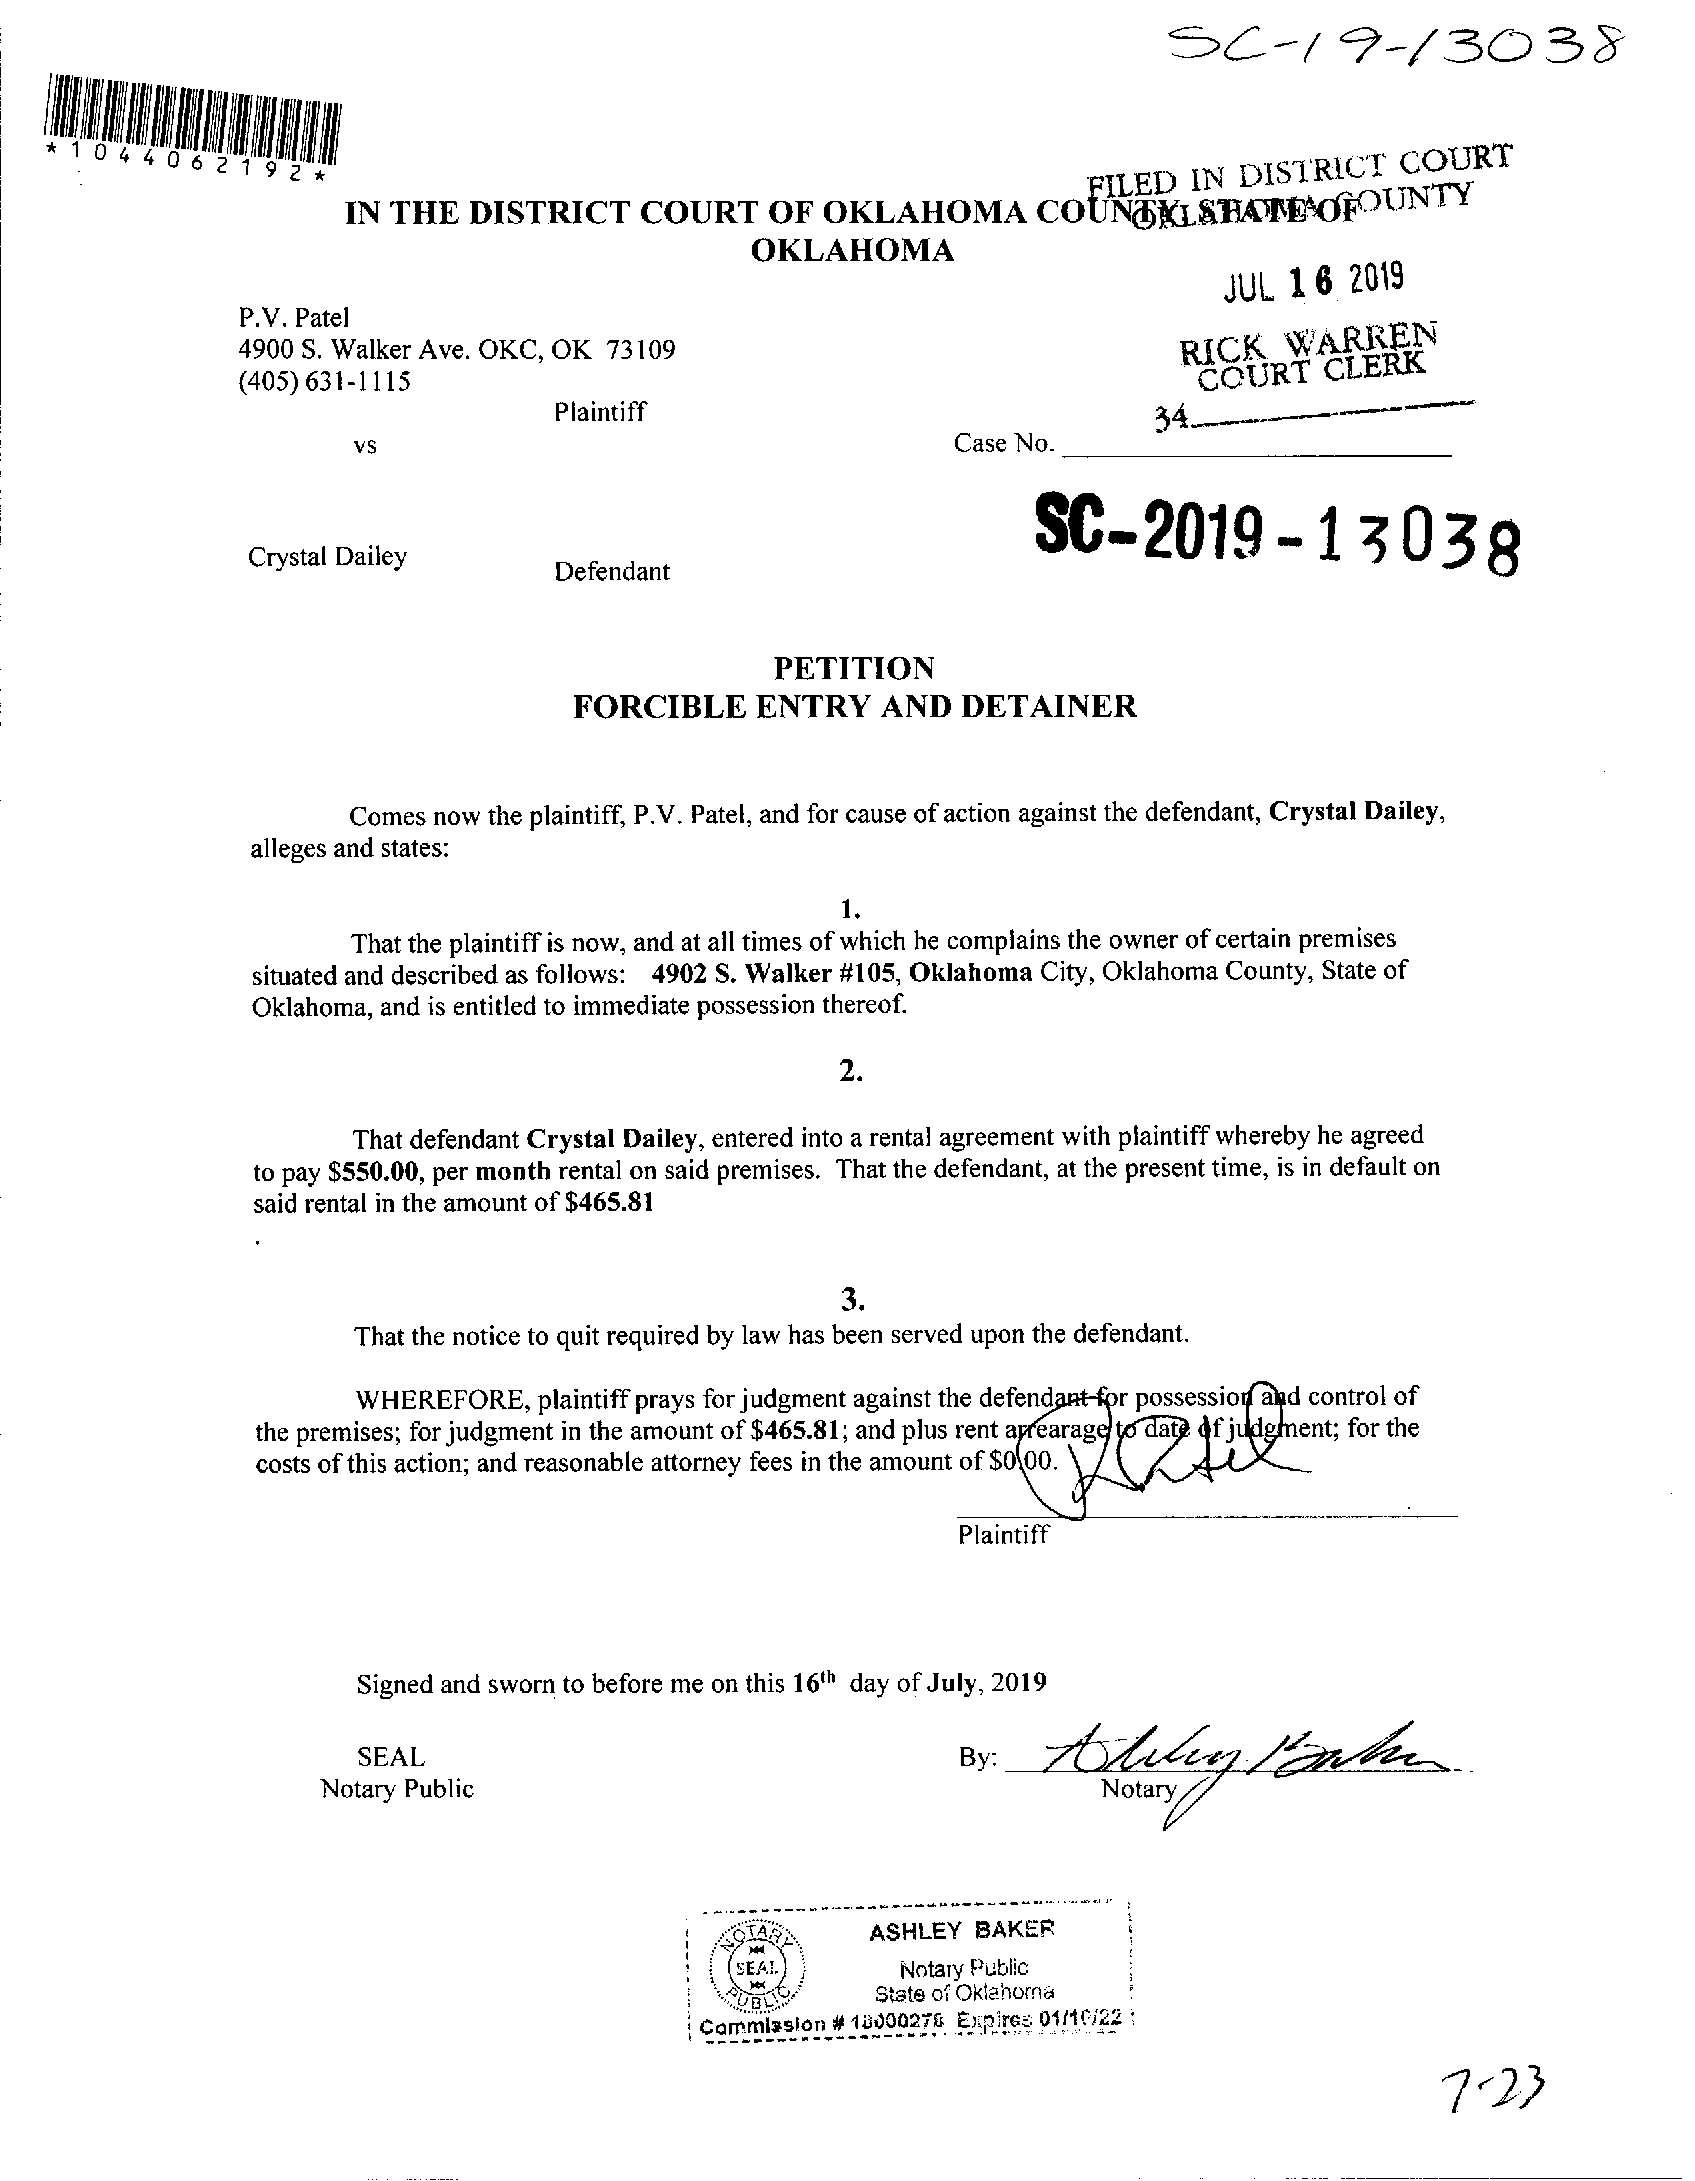 SC-19-13038
*1044062192*
FILED IN DISTRICT COURT
OKLAHOMA COUNTY
IN THE DISTRICT COURT OF OKLAHOMA COUNTY, STATE OF
OKLAHOMA
JUL 16 2019
P.V. Patel
4900 S. Walker Ave. OKC, OK 73109
(405) 631-1115
RICK WARREN
COURT CLERK
34
Plaintiff
vs
Case No.
SC-2019-13038
Crystal Dailey
Defendant
PETITION
FORCIBLE ENTRY AND DETAINER
Comes now the plaintiff, P.V. Patel, and for cause of action against the defendant, Crystal Dailey,
alleges and states:
1.
That the plaintiff is now, and at all times of which he complains the owner of certain premises
situated and described as follows: 4902 S. Walker #105, Oklahoma City, Oklahoma County, State of
Oklahoma, and is entitled to immediate possession thereof.
2.
That defendant Crystal Dailey, entered into a rental agreement with plaintiff whereby he agreed
to pay $550.00, per month rental on said premises. That the defendant, at the present time, is in default on
said rental in the amount of $465.81
.
3.
That the notice to quit required by law has been served upon the defendant.
WHEREFORE, plaintiff prays for judgment against the defendant for possession and control of
the premises; for judgment in the amount of $465.81; and plus rent arrearage to date of judgment; for the
costs of this action; and reasonable attorney fees in the amount of $0.00.
Plaintiff
Signed and sworn to before me on this 16th day of July, 2019
SEAL
Notary Public
By: Ashley Baker
Notary
NOTARY
SEAL
PUBLIC
ASHLEY BAKER
Notary Public
State of Oklahoma
Commission # 18000278 Expires 01/10/22
7-23